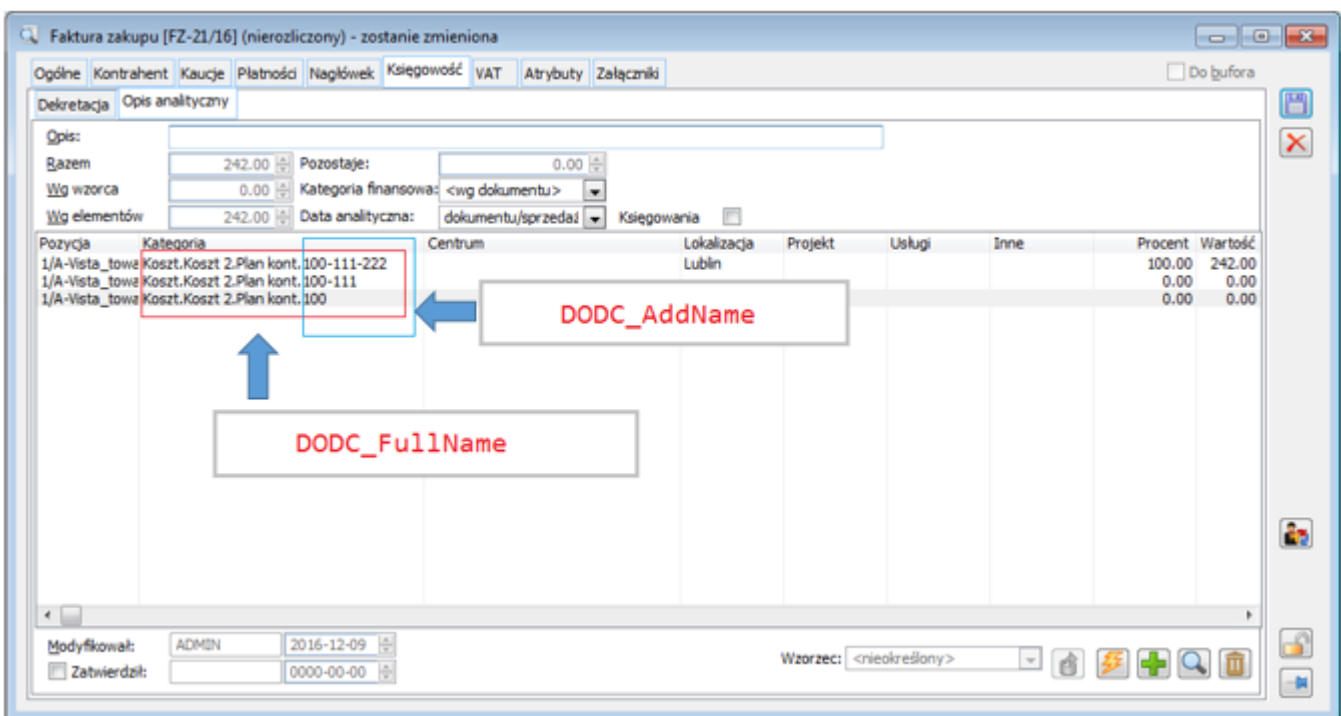 Faktura zakupu [FZ-21/16] (nierozliczony) - zostanie zmieniona
Ogólne Kontrahent Kaucje Płatności Nagłówek Księgowość VAT Atrybuty Załączniki Do bufora
Dekretacja Opis analityczny
Opis:
Razem 242.00 Pozostaje: 0.00
Wg wzorca 0.00 Kategoria finansowa: <wg dokumentu>
Wg elementów 242.00 Data analityczna: dokumentu/sprzedaż Księgowania
Pozycja Kategoria Centrum Lokalizacja Projekt Usługi Inne Procent Wartość
1/A-Vista_towa Koszt.Koszt 2.Plan kont.100-111-222 Lublin 100.00 242.00
1/A-Vista_towa Koszt.Koszt 2.Plan kont.100-111 0.00 0.00
1/A-Vista_towa Koszt.Koszt 2.Plan kont.100 0.00 0.00
DODC_AddName
DODC_FullName
Modyfikował: ADMIN 2016-12-09
Zatwierdził: 0000-00-00
Wzorzec: <nieokreślony>